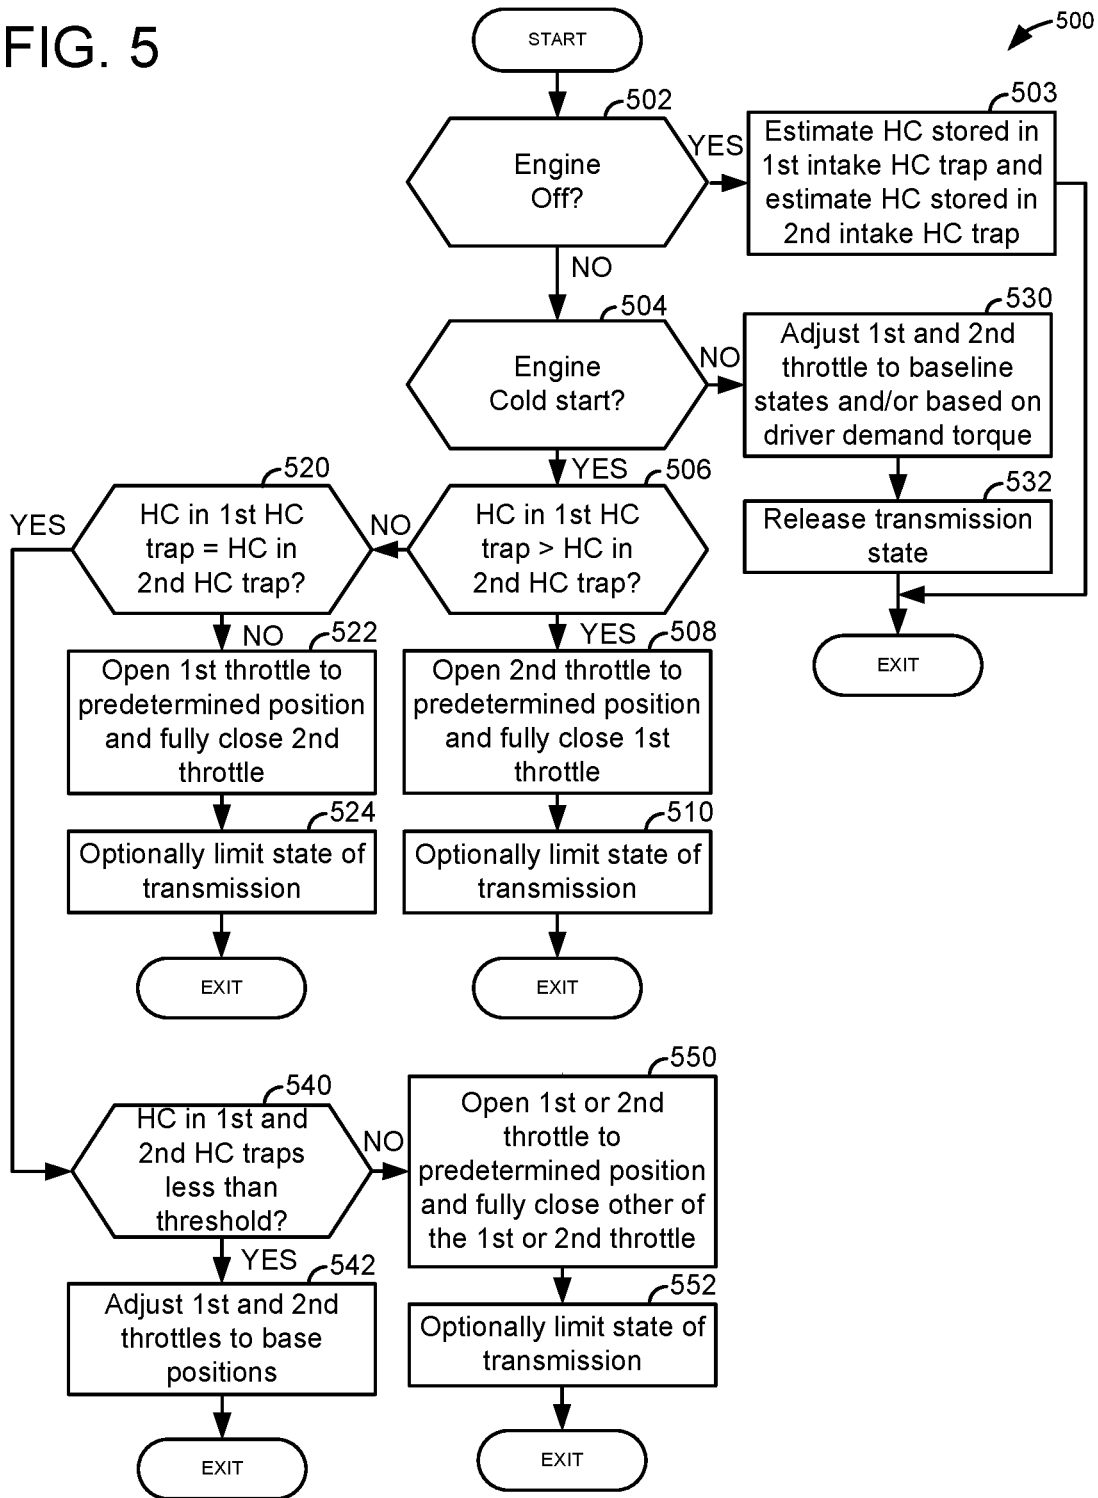 FIG. 5
500
START
502
Engine
Off?
YES
503
Estimate HC stored in
1st intake HC trap and
estimate HC stored in
2nd intake HC trap
NO
504
Engine
Cold start?
NO
530
Adjust 1st and 2nd
throttle to baseline
states and/or based on
driver demand torque
532
Release transmission
state
EXIT
YES
506
HC in 1st HC
trap > HC in
2nd HC trap?
NO
520
HC in 1st HC
trap = HC in
2nd HC trap?
YES
NO
522
Open 1st throttle to
predetermined position
and fully close 2nd
throttle
524
Optionally limit state of
transmission
EXIT
YES
508
Open 2nd throttle to
predetermined position
and fully close 1st
throttle
510
Optionally limit state of
transmission
EXIT
540
HC in 1st and
2nd HC traps
less than
threshold?
NO
550
Open 1st or 2nd
throttle to
predetermined position
and fully close other of
the 1st or 2nd throttle
552
Optionally limit state of
transmission
EXIT
YES
542
Adjust 1st and 2nd
throttles to base
positions
EXIT